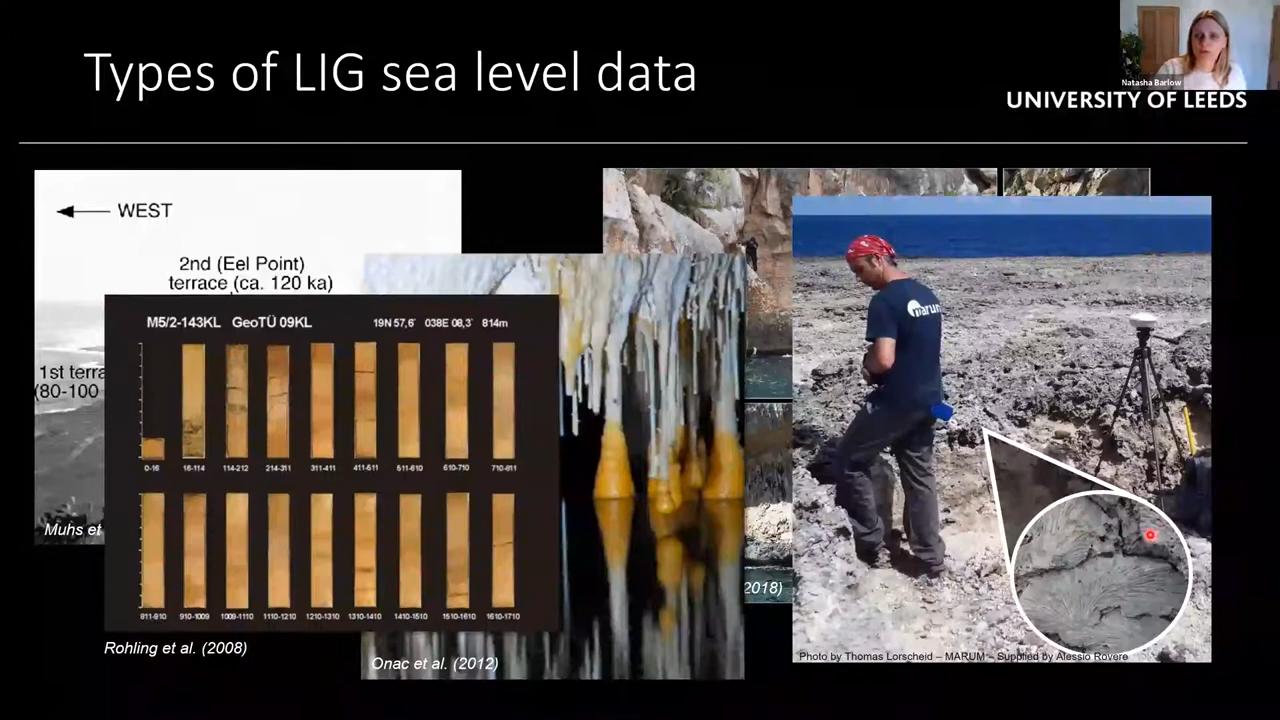 Types of LIG sea level data
Natasha Barlow
UNIVERSITY OF LEEDS
WEST
2nd (Eel Point)
terrace (ca. 120 ka)
1st terra
(80-100
Muhs et
M5/2-143KL GeoTÜ 09KL 19N 57,6' 038E 08,3' 814m
0-16 16-114 114-212 214-311 311-411 411-511 511-610 610-710 710-811
811-910 910-1009 1009-1110 1110-1210 1210-1310 1310-1410 1410-1510 1510-1610 1610-1710
Rohling et al. (2008)
Onac et al. (2012)
2018)
marum
Photo by Thomas Lorscheid – MARUM – Supplied by Alessio Rovere